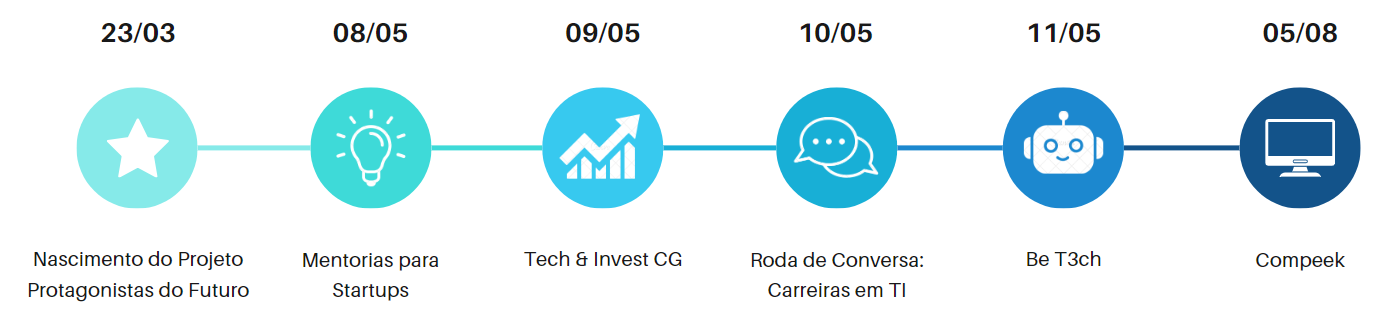 23/03
08/05
09/05
10/05
11/05
05/08
Nascimento do Projeto
Protagonistas do Futuro
Mentorias para
Startups
Tech & Invest CG
Roda de Conversa:
Carreiras em TI
Be T3ch
Compeek